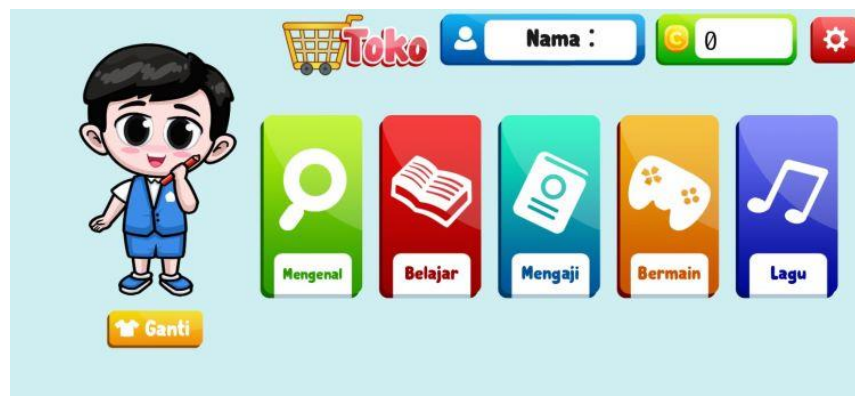 Toko
Nama :
0
Mengenal
Belajar
Mengaji
Bermain
Lagu
Ganti